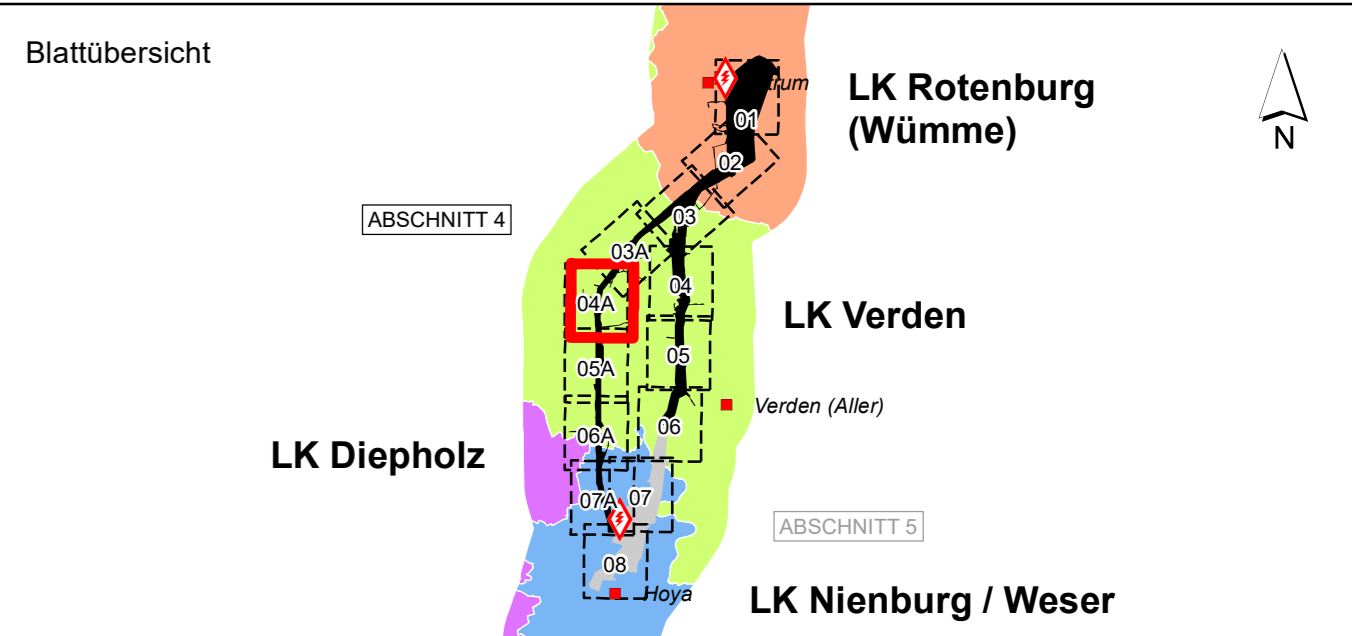 Blattübersicht
LK Rotenburg
(Wümme)
N
01
02
ABSCHNITT 4
03
03A
04A
04
LK Verden
05A
05
Verden (Aller)
06A
06
LK Diepholz
07A
07
ABSCHNITT 5
08
Hoya
LK Nienburg / Weser